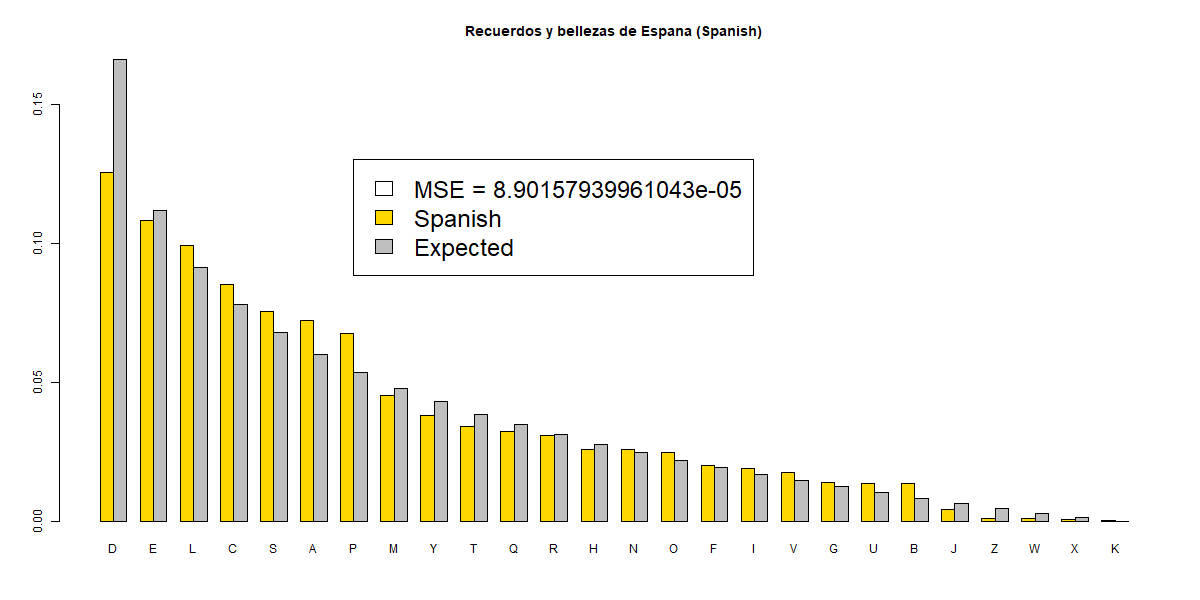 Recuerdos y bellezas de Espana (Spanish)
0.15
0.10
0.05
0.00
MSE = 8.90157939961043e-05
Spanish
Expected
D E L C S A P M Y T Q R H N O F I V G U B J Z W X K